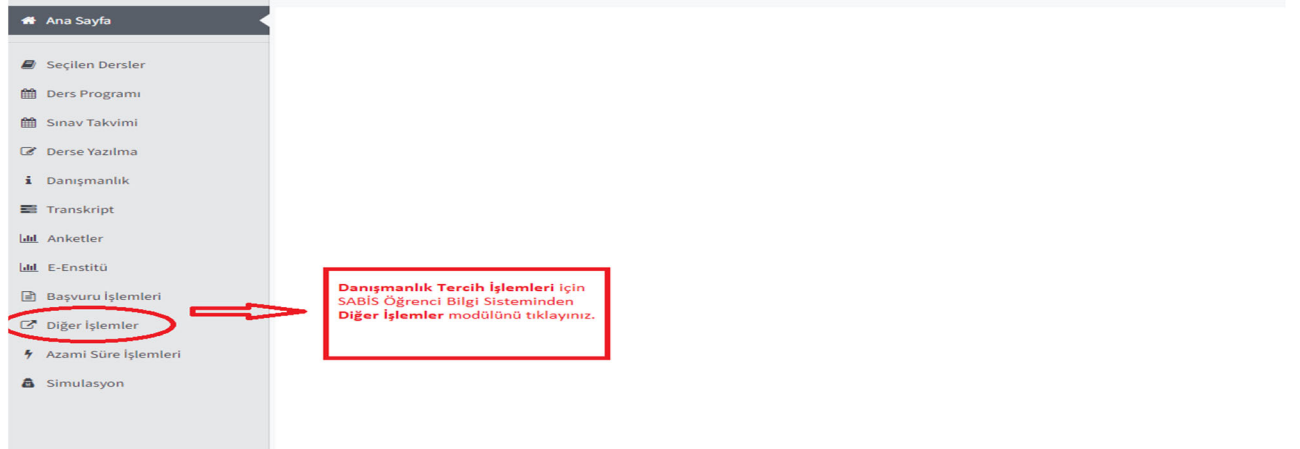 Ana Sayfa
Seçilen Dersler
Ders Programı
Sınav Takvimi
Derse Yazılma
Danışmanlık
Transkript
Anketler
E-Enstitü
Başvuru İşlemleri
Diğer İşlemler
Azami Süre İşlemleri
Simulasyon
Danışmanlık Tercih İşlemleri için
SABİS Öğrenci Bilgi Sisteminden
Diğer İşlemler modülünü tıklayınız.